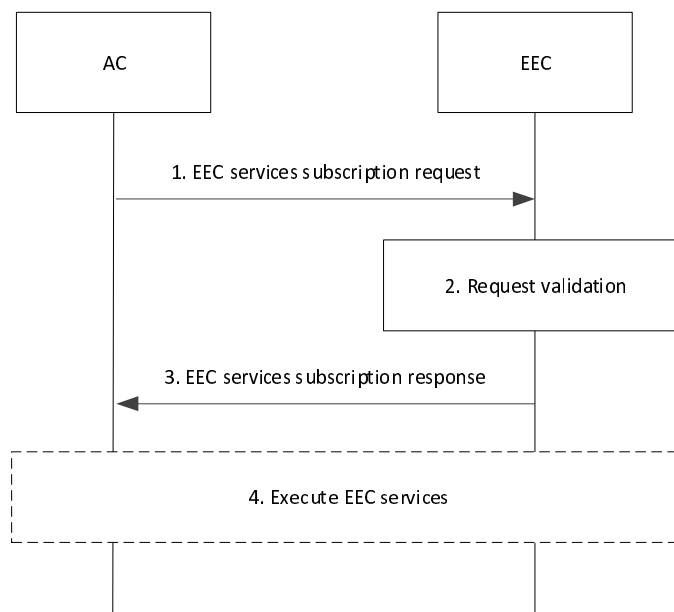 AC
EEC
1. EEC services subscription request
2. Request validation
3. EEC services subscription response
4. Execute EEC services